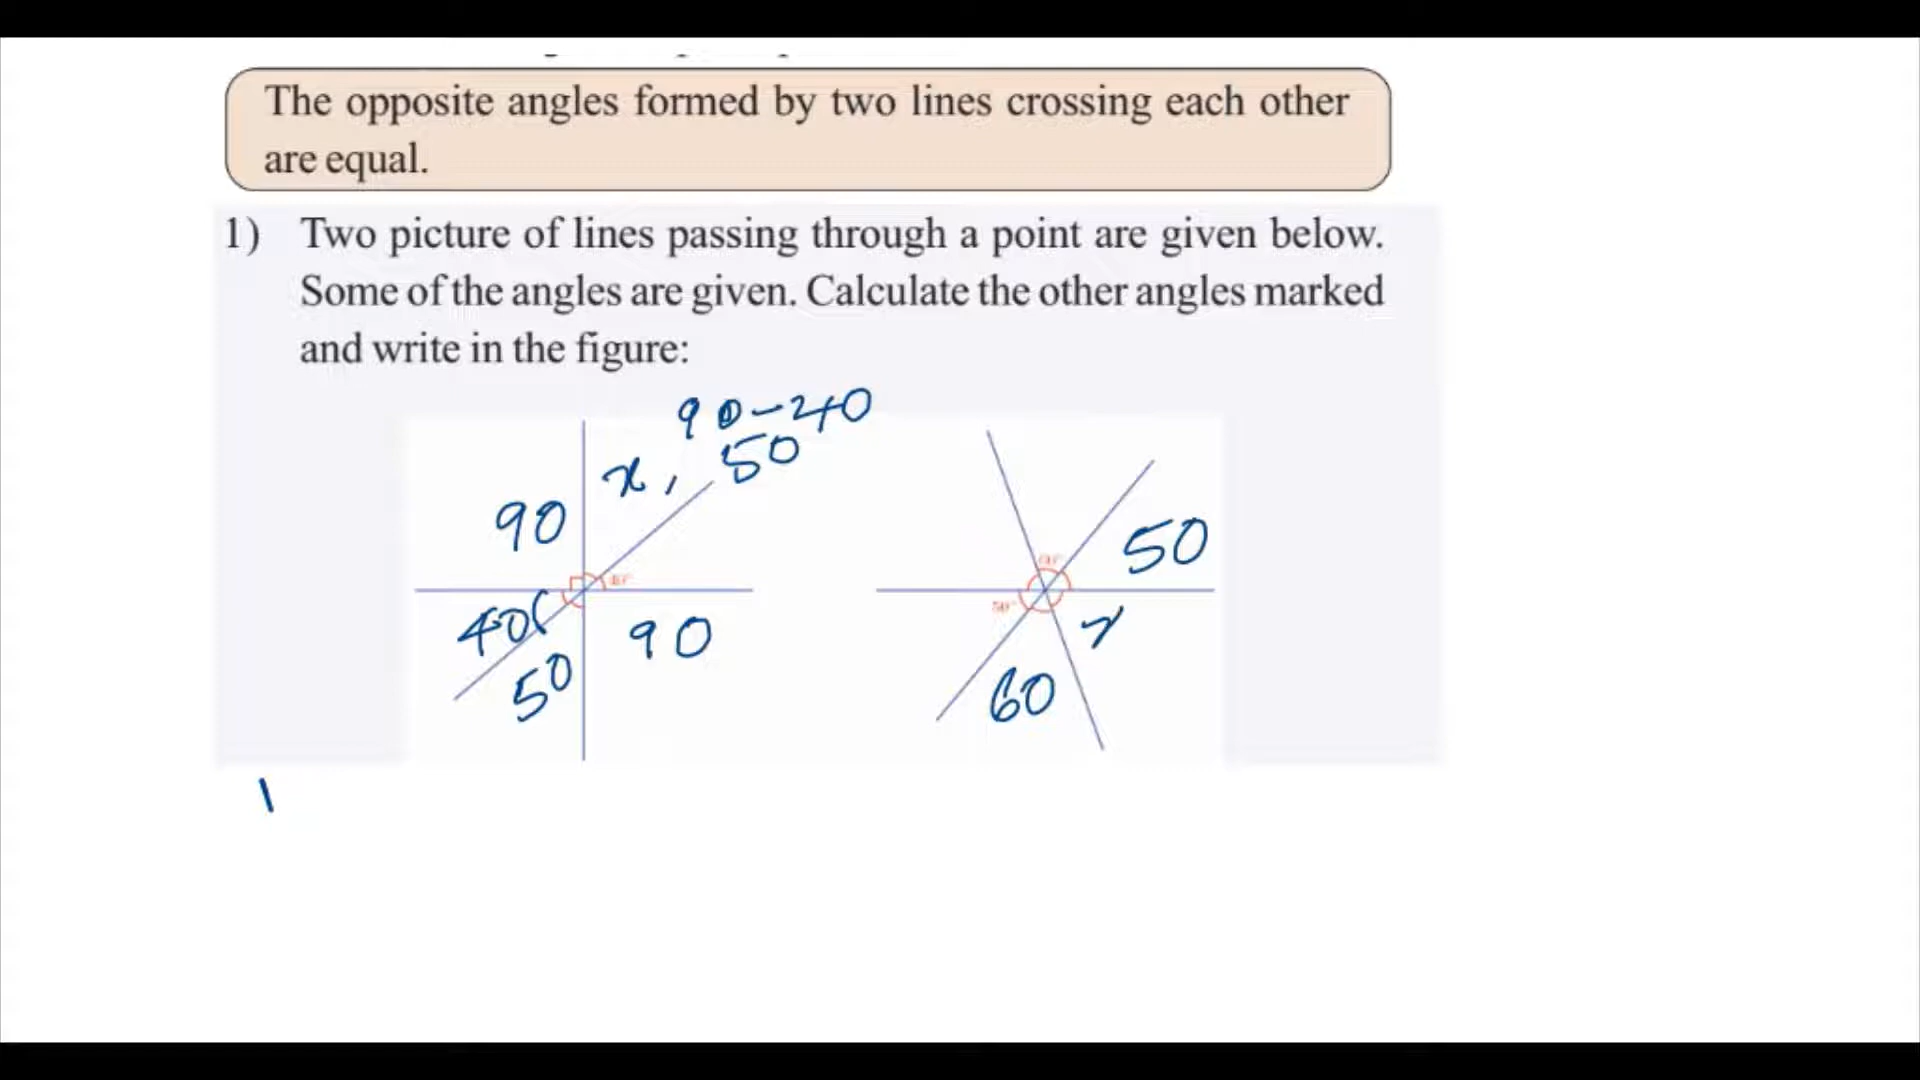 The opposite angles formed by two lines crossing each other
are equal.
1) Two picture of lines passing through a point are given below.
Some of the angles are given. Calculate the other angles marked
and write in the figure:
90-40
x, 50
90
40
90
50
50
50°
x
60